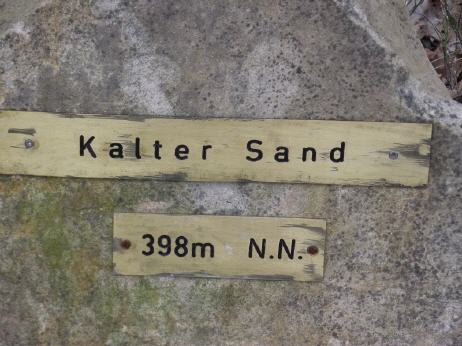 Kalter Sand
398m N.N.